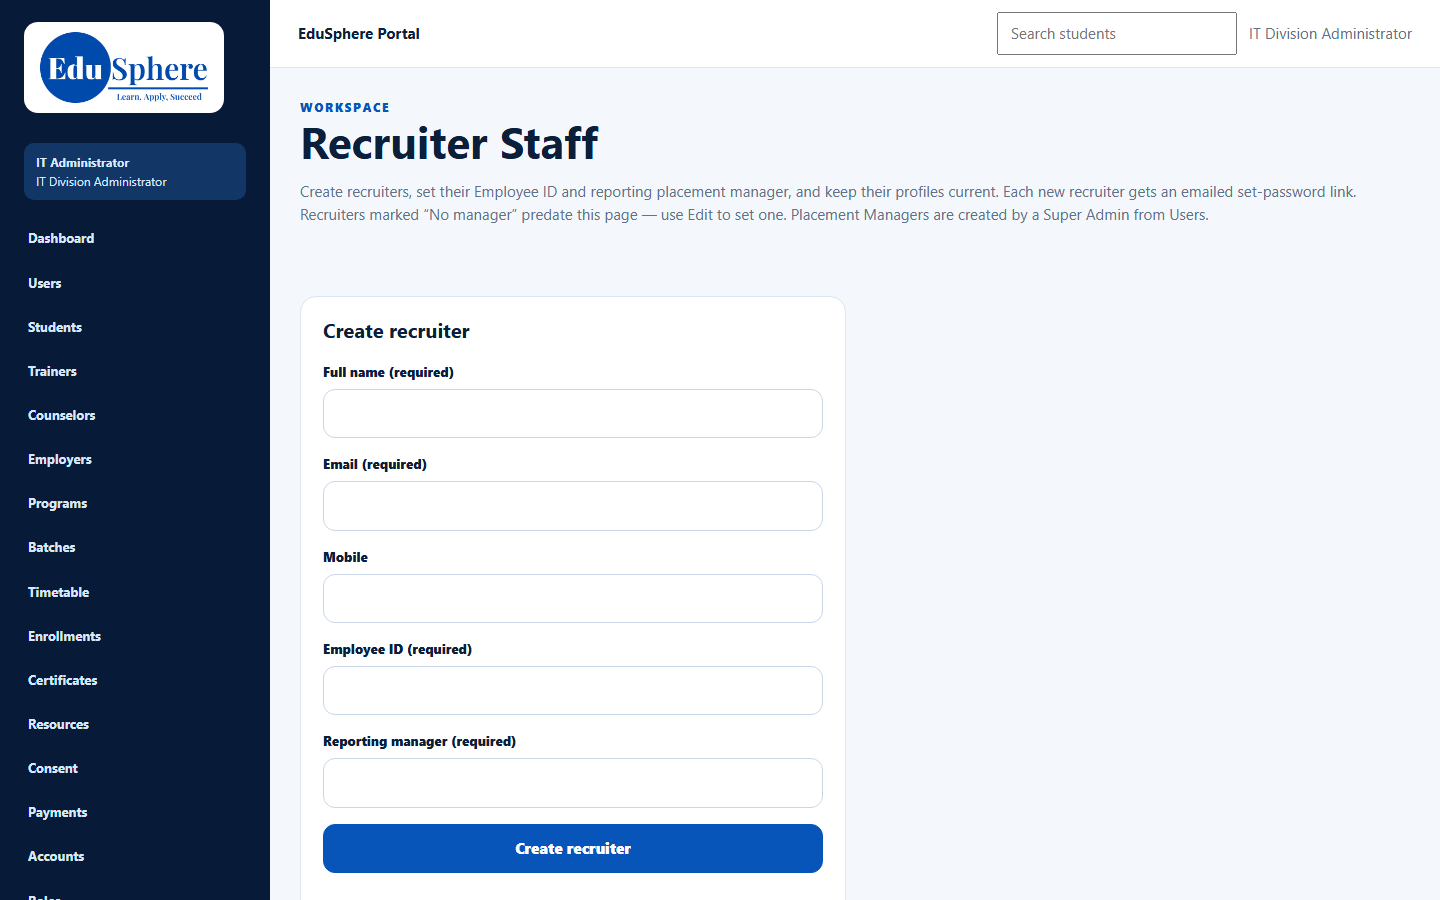 EduSphere
Learn. Apply, Succeed
IT Administrator
IT Division Administrator
Dashboard
Users
Students
Trainers
Counselors
Employers
Programs
Batches
Timetable
Enrollments
Certificates
Resources
Consent
Payments
Accounts
EduSphere Portal
Search students
IT Division Administrator
WORKSPACE
Recruiter Staff
Create recruiters, set their Employee ID and reporting placement manager, and keep their profiles current. Each new recruiter gets an emailed set-password link.
Recruiters marked “No manager” predate this page — use Edit to set one. Placement Managers are created by a Super Admin from Users.
Create recruiter
Full name (required)
Email (required)
Mobile
Employee ID (required)
Reporting manager (required)
Create recruiter